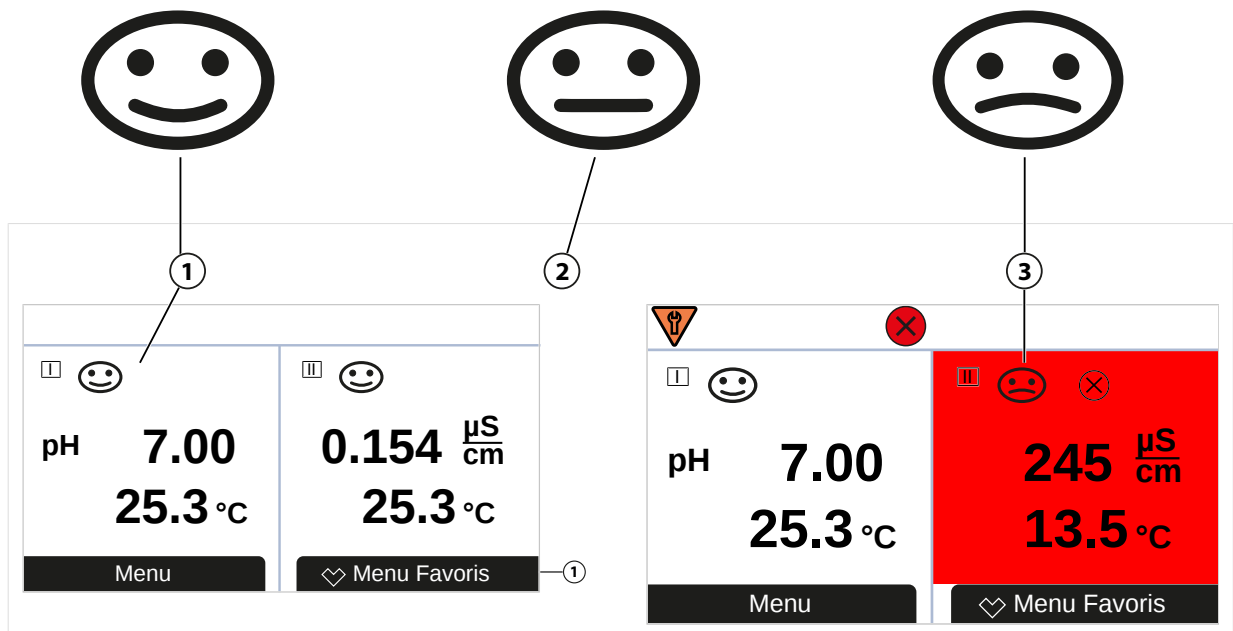 1
2
3
I
II
pH 7.00
0.154 µS/cm
25.3 °C
25.3 °C
Menu
Menu Favoris
1
I
II
pH 7.00
245 µS/cm
25.3 °C
13.5 °C
Menu
Menu Favoris